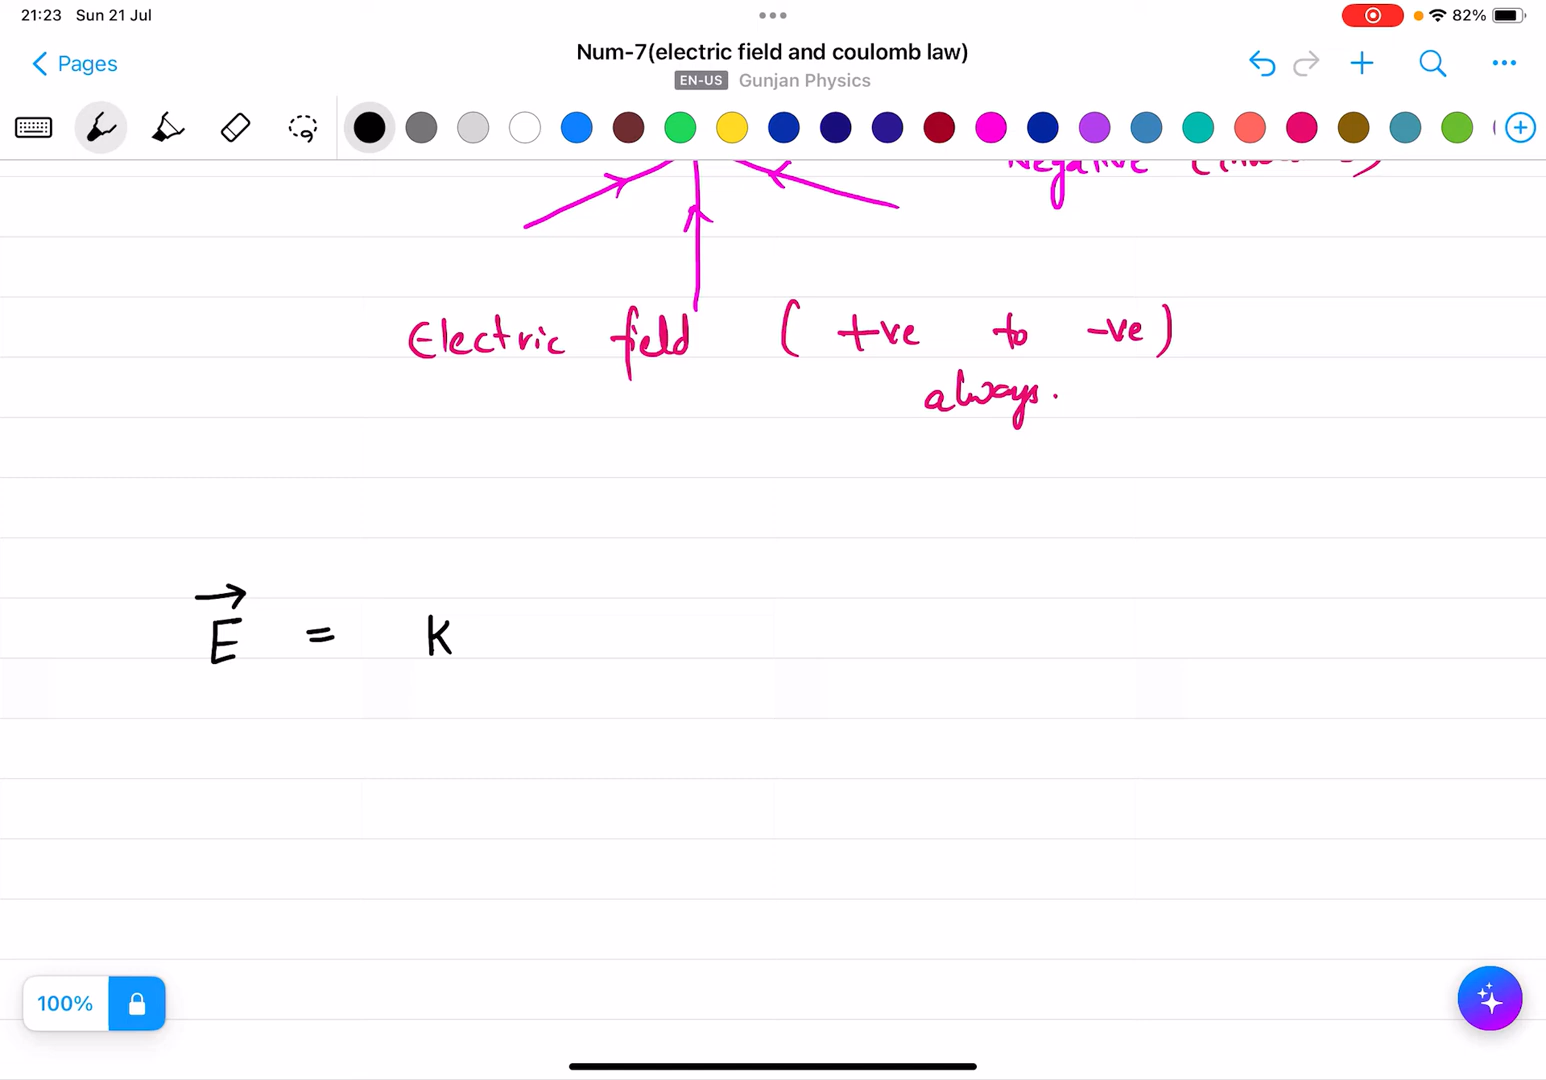 21:23 Sun 21 Jul
82%
Pages
Num-7(electric field and coulomb law)
EN-US Gunjan Physics
Negative
Electric field ( +ve to -ve)
always.
E = K
100%